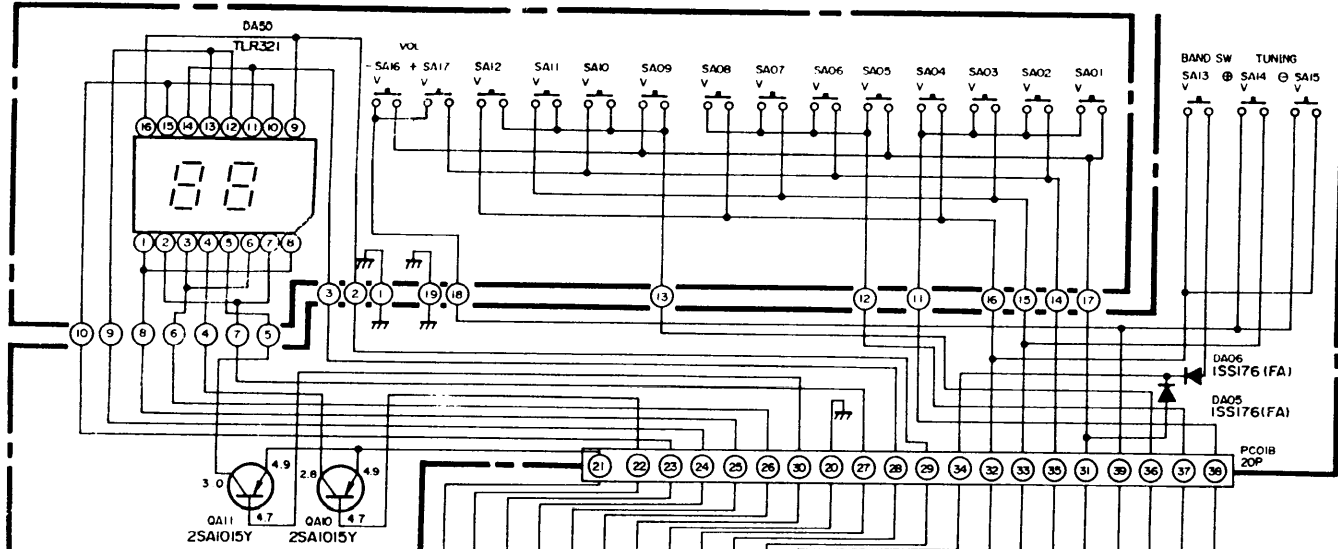 DA50
TLR321
VOL
- SA16 + SA17 SA12 SA11 SA10 SA09 SA08 SA07 SA06 SA05 SA04 SA03 SA02 SA01
V V V V V V V V V V V V V V
BAND SW TUNING
SA13 ⊕ SA14 ⊖ SA15
V V V
16 15 14 13 12 11 10 9
88
1 2 3 4 5 6 7 8
3 2 1 19 18 13 12 11 16 15 14 17
10 9 8 6 4 7 5
DA06
1SS176(FA)
DA05
1SS176(FA)
PC01B
20P
21 22 23 24 25 26 30 20 27 28 29 34 32 33 35 31 39 36 37 38
4.9
3 0
4.7
QA11
2SA1015Y
2.8
4.9
4.7
QA10
2SA1015Y